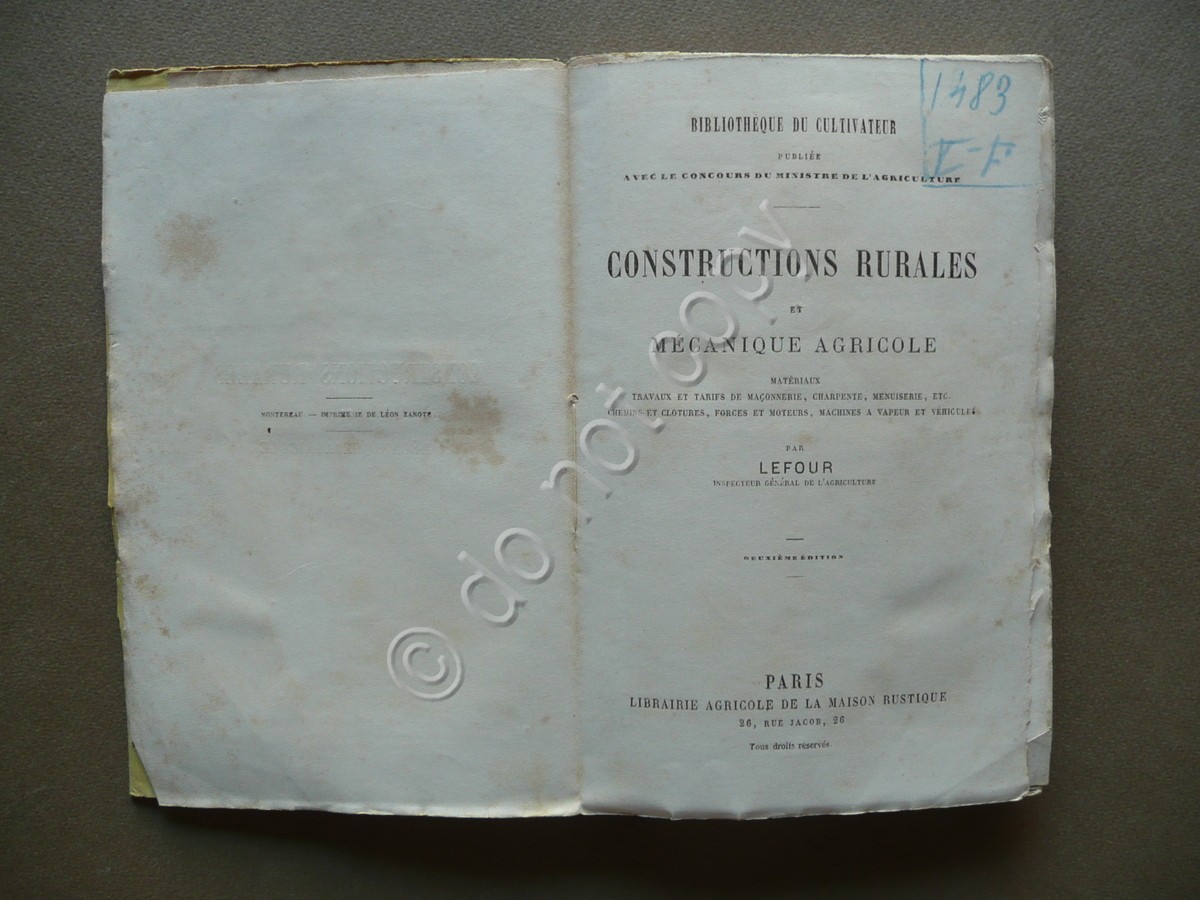 MONTEREAU. — IMPRIMERIE DE LÉON ZANOTE.
1483
BIBLIOTHÈQUE DU CULTIVATEUR
PUBLIÉE
AVEC LE CONCOURS DU MINISTRE DE L'AGRICULTURE
CONSTRUCTIONS RURALES
ET
MÉCANIQUE AGRICOLE
MATÉRIAUX
TRAVAUX ET TARIFS DE MAÇONNERIE, CHARPENTE, MENUISERIE, ETC.
CHEMINS ET CLOTURES, FORCES ET MOTEURS, MACHINES A VAPEUR ET VÉHICULES
PAR
LEFOUR
INSPECTEUR GÉNÉRAL DE L'AGRICULTURE
DEUXIÈME ÉDITION
PARIS
LIBRAIRIE AGRICOLE DE LA MAISON RUSTIQUE
26, RUE JACOB, 26
Tous droits réservés
© do not copy